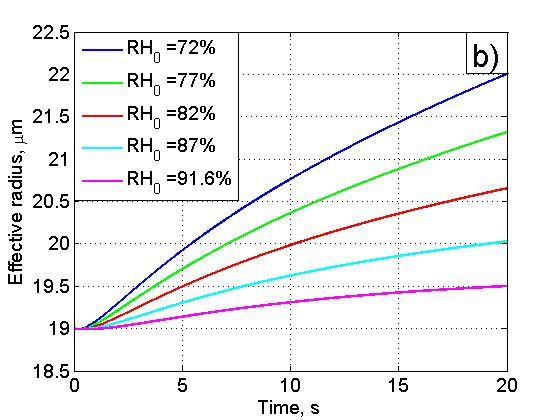 22.5
22
21.5
21
20.5
20
19.5
19
18.5
Effective radius, μm
RH0 =72%
RH0 =77%
RH0 =82%
RH0 =87%
RH0 =91.6%
b)
0 5 10 15 20
Time, s